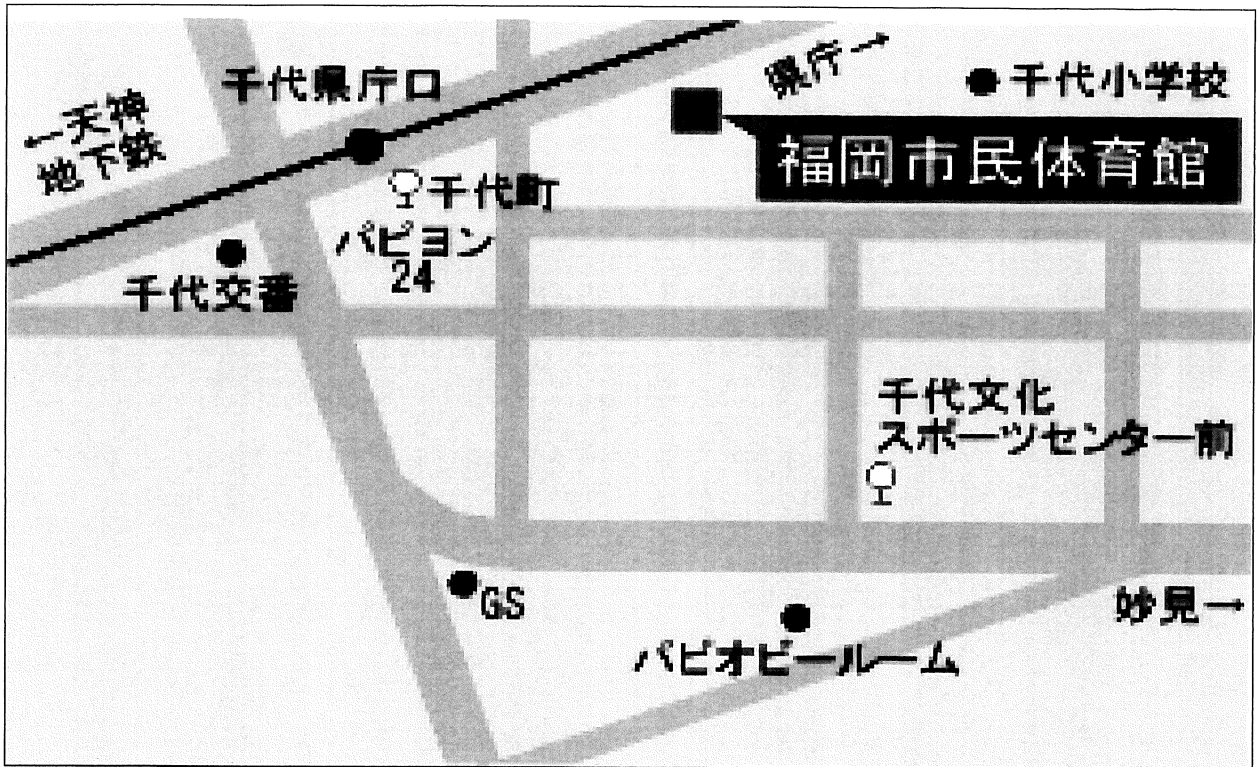 県庁→
千代県庁口
千代小学校
←天神
地下鉄
福岡市民体育館
千代町
パピヨン
24
千代交番
千代文化
スポーツセンター前
GS
妙見→
パピオビールーム